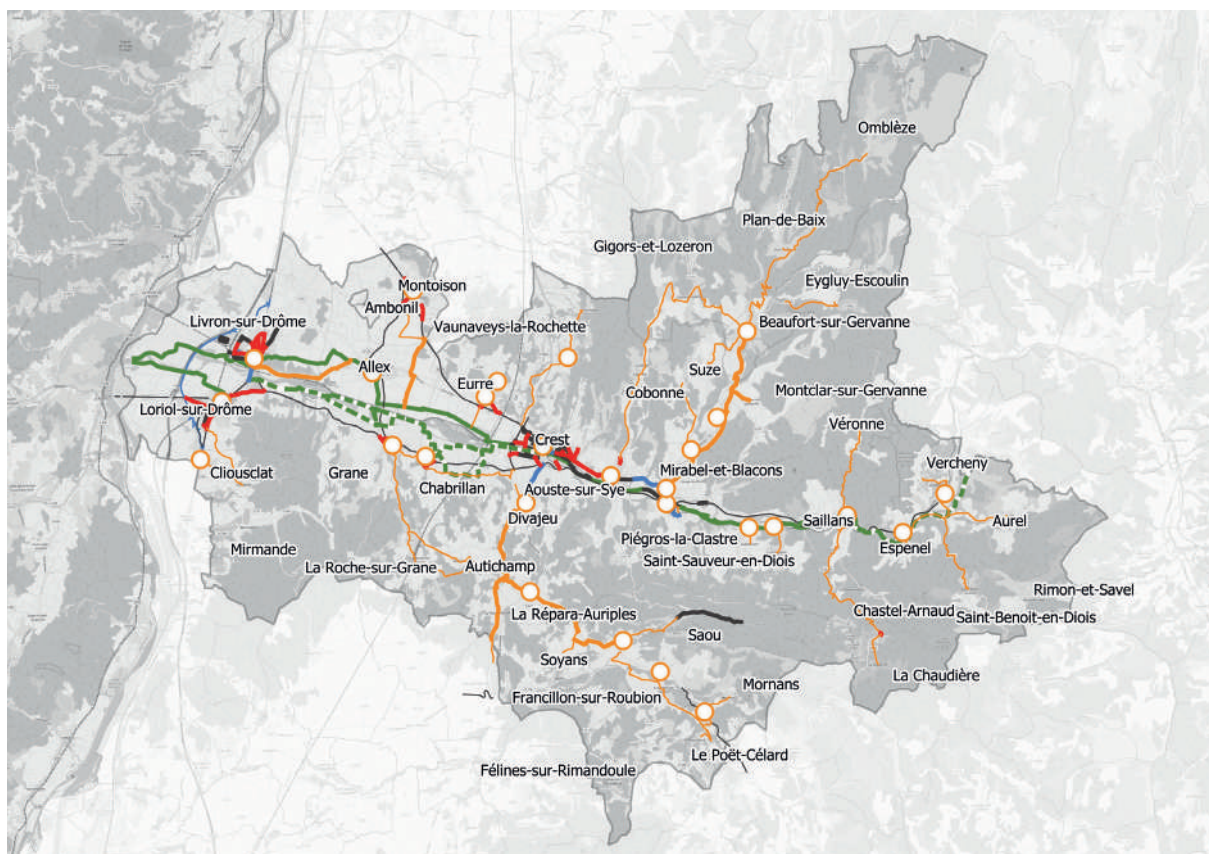 Omblèze
Plan-de-Baix
Gigors-et-Lozeron
Eygluy-Escoulin
Montoison
Ambonil
Livron-sur-Drôme
Vaunaveys-la-Rochette
Beaufort-sur-Gervanne
Allex
Suze
Eurre
Cobonne
Montclar-sur-Gervanne
Loriol-sur-Drôme
Véronne
Crest
Vercheny
Mirabel-et-Blacons
Cliousclat
Grane
Chabrillan
Aouste-sur-Sye
Divajeu
Saillans
Aurel
Piégros-la-Clastre
Espenel
Mirmande
Saint-Sauveur-en-Diois
La Roche-sur-Grane
Autichamp
Rimon-et-Savel
La Répara-Auriples
Chastel-Arnaud
Saint-Benoit-en-Diois
Saou
Soyans
La Chaudière
Mornans
Francillon-sur-Roubion
Le Poët-Célard
Félines-sur-Rimandoule